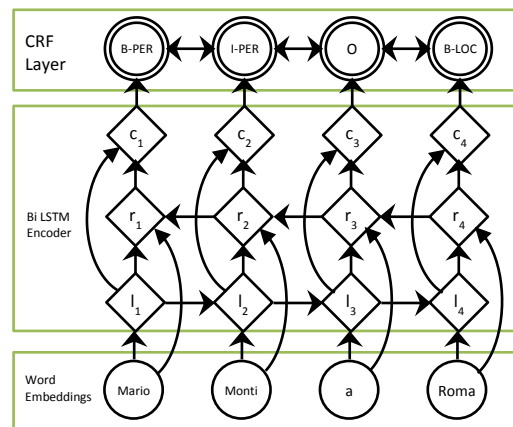 CRF
Layer
B-PER I-PER O B-LOC
c1 c2 c3 c4
Bi LSTM
Encoder
r1 r2 r3 r4
l1 l2 l3 l4
Word
Embeddings
Mario Monti a Roma